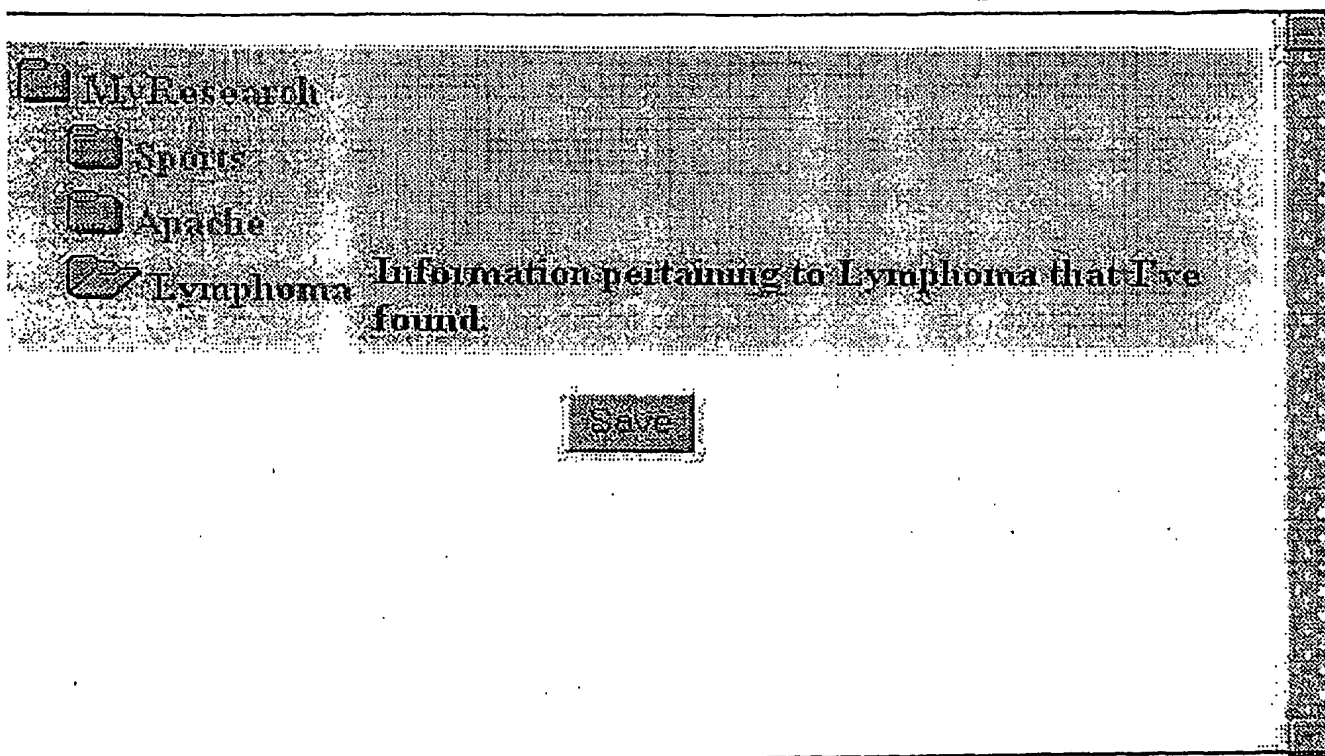 MyResearch
Sports
Apache
Lymphoma
Information pertaining to Lymphoma that I've
found.
Save